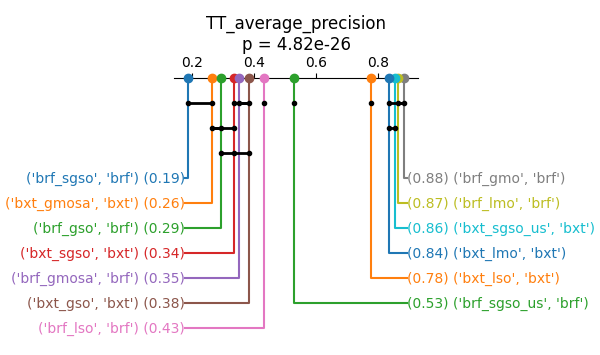 TT_average_precision
p = 4.82e-26
0.2 0.4 0.6 0.8
('brf_sgso', 'brf') (0.19)
('bxt_gmosa', 'bxt') (0.26)
('brf_gso', 'brf') (0.29)
('bxt_sgso', 'bxt') (0.34)
('brf_gmosa', 'brf') (0.35)
('bxt_gso', 'bxt') (0.38)
('brf_lso', 'brf') (0.43)
(0.88) ('brf_gmo', 'brf')
(0.87) ('brf_lmo', 'brf')
(0.86) ('bxt_sgso_us', 'bxt')
(0.84) ('bxt_lmo', 'bxt')
(0.78) ('bxt_lso', 'bxt')
(0.53) ('brf_sgso_us', 'brf')